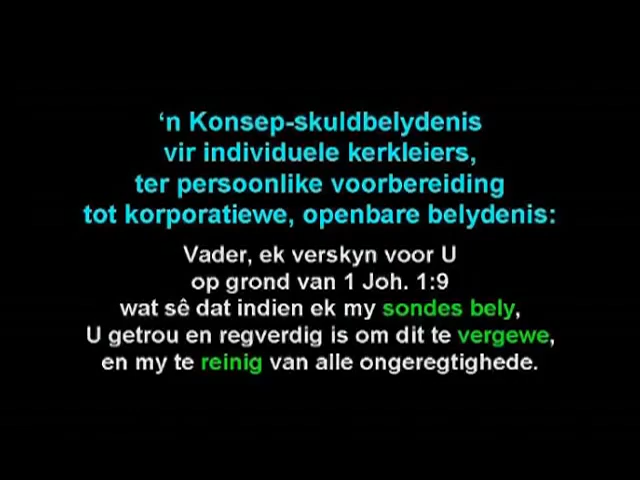 ‘n Konsep-skuldbelydenis
vir individuele kerkleiers,
ter persoonlike voorbereiding
tot korporatiewe, openbare belydenis:
Vader, ek verskyn voor U
op grond van 1 Joh. 1:9
wat sê dat indien ek my sondes bely,
U getrou en regverdig is om dit te vergewe,
en my te reinig van alle ongeregtighede.